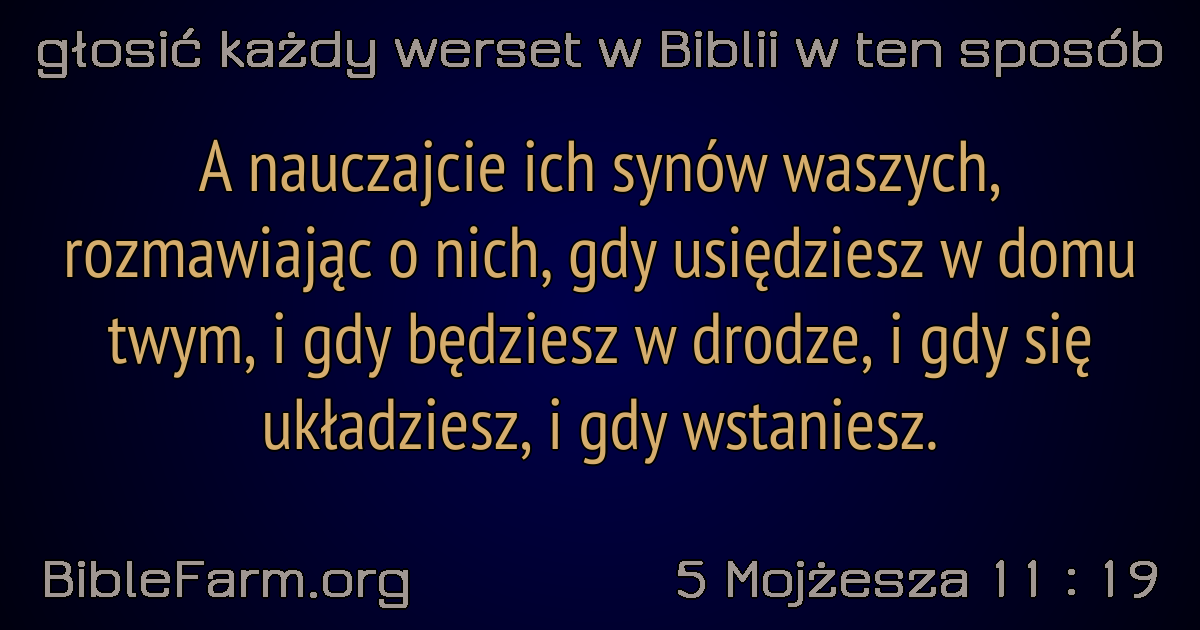 głosić każdy werset w Biblii w ten sposób
A nauczajcie ich synów waszych,
rozmawiając o nich, gdy usiędziesz w domu
twym, i gdy będziesz w drodze, i gdy się
układziesz, i gdy wstaniesz.
BibleFarm.org
5 Mojżesza 11 : 19